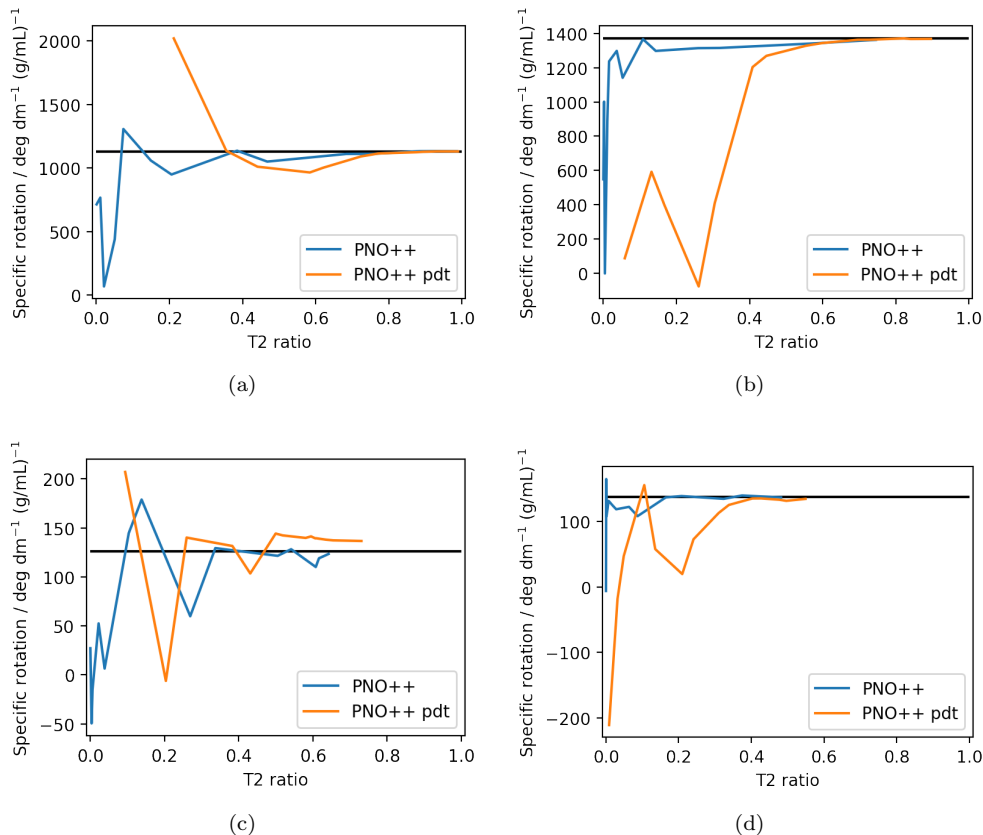 Specific rotation / deg dm⁻¹ (g/mL)⁻¹
2000
1500
1000
500
0
0.0 0.2 0.4 0.6 0.8 1.0
T2 ratio
PNO++
PNO++ pdt
(a)
Specific rotation / deg dm⁻¹ (g/mL)⁻¹
1400
1200
1000
800
600
400
200
0
0.0 0.2 0.4 0.6 0.8 1.0
T2 ratio
PNO++
PNO++ pdt
(b)
Specific rotation / deg dm⁻¹ (g/mL)⁻¹
200
150
100
50
0
−50
0.0 0.2 0.4 0.6 0.8 1.0
T2 ratio
PNO++
PNO++ pdt
(c)
Specific rotation / deg dm⁻¹ (g/mL)⁻¹
100
0
−100
−200
0.0 0.2 0.4 0.6 0.8 1.0
T2 ratio
PNO++
PNO++ pdt
(d)